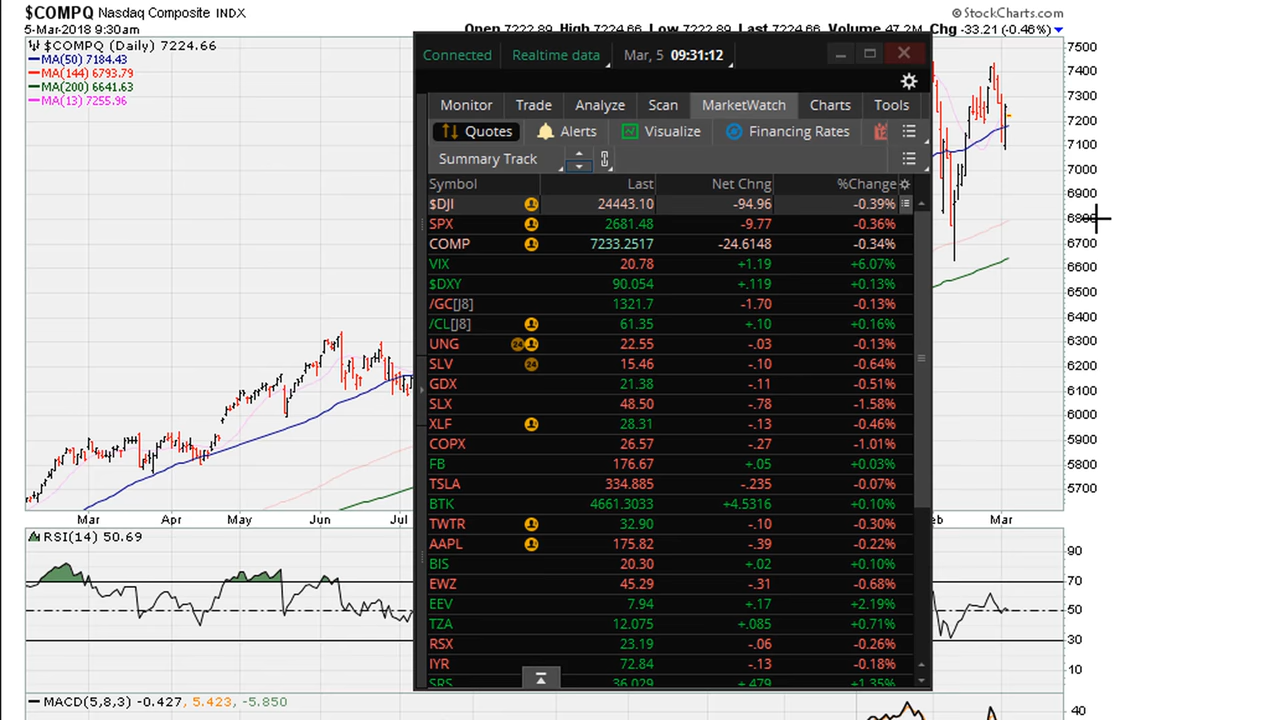 $COMPQ Nasdaq Composite INDX
© StockCharts.com
5-Mar-2018 9:30am
Open 7222.89 High 7224.66 Low 7222.89 Last 7224.66 Volume 47.2M Chg -33.21 (-0.46%)
$COMPQ (Daily) 7224.66
MA(50) 7184.43
MA(144) 6793.79
MA(200) 6641.63
MA(13) 7255.96
Connected Realtime data Mar, 5 09:31:12
Monitor Trade Analyze Scan MarketWatch Charts Tools
Quotes Alerts Visualize Financing Rates
Summary Track
Symbol Last Net Chng %Change
$DJI 24443.10 -94.96 -0.39%
SPX 2681.48 -9.77 -0.36%
COMP 7233.2517 -24.6148 -0.34%
VIX 20.78 +1.19 +6.07%
$DXY 90.054 +.119 +0.13%
/GC[J8] 1321.7 -1.70 -0.13%
/CL[J8] 61.35 +.10 +0.16%
UNG 24 22.55 -.03 -0.13%
SLV 24 15.46 -.10 -0.64%
GDX 21.38 -.11 -0.51%
SLX 48.50 -.78 -1.58%
XLF 28.31 -.13 -0.46%
COPX 26.57 -.27 -1.01%
FB 176.67 +.05 +0.03%
TSLA 334.885 -.235 -0.07%
BTK 4661.3033 +4.5316 +0.10%
TWTR 32.90 -.10 -0.30%
AAPL 175.82 -.39 -0.22%
BIS 20.30 +.02 +0.10%
EWZ 45.29 -.31 -0.68%
EEV 7.94 +.17 +2.19%
TZA 12.075 +.085 +0.71%
RSX 23.19 -.06 -0.26%
IYR 72.84 -.13 -0.18%
SRS 36.029 +.479 +1.35%
7500
7400
7300
7200
7100
7000
6900
6800
6700
6600
6500
6400
6300
6200
6100
6000
5900
5800
5700
Mar Apr May Jun Jul eb Mar
RSI(14) 50.69
90
70
50
30
10
MACD(5,8,3) -0.427, 5.423, -5.850
40